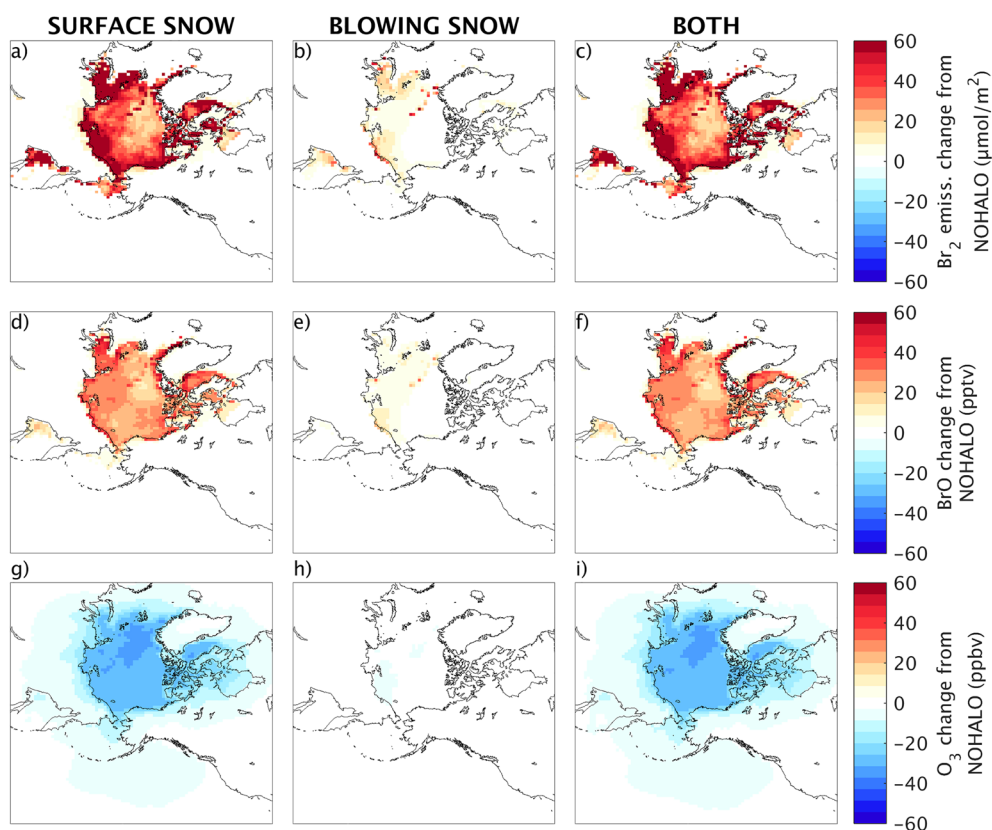 SURFACE SNOW BLOWING SNOW BOTH
a) b) c)
60
40
20
0
−20
−40
−60
Br2 emiss. change from
NOHALO (μmol/m²)
d) e) f)
60
40
20
0
−20
−40
−60
BrO change from
NOHALO (pptv)
g) h) i)
60
40
20
0
−20
−40
−60
O3 change from
NOHALO (ppbv)